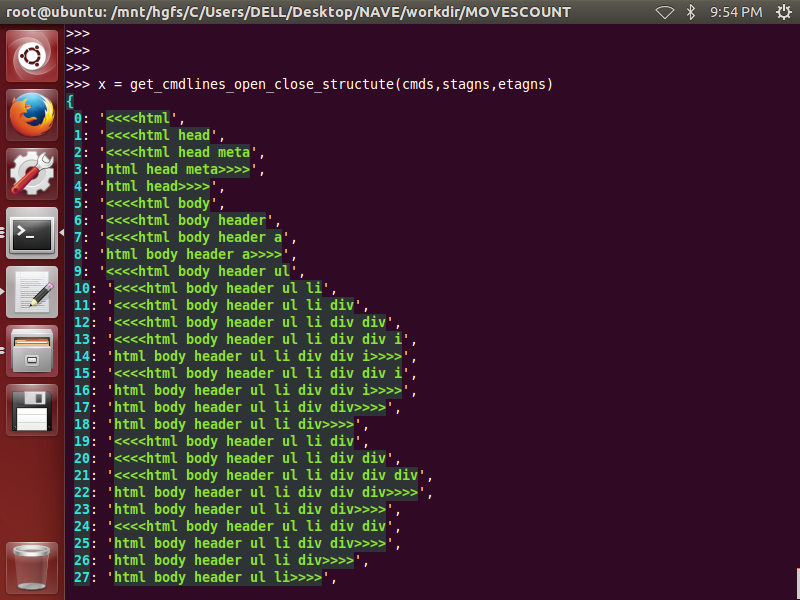 root@ubuntu: /mnt/hgfs/C/Users/DELL/Desktop/NAVE/workdir/MOVESCOUNT 9:54 PM
>>>
>>>
>>>
>>> x = get_cmdlines_open_close_structute(cmds,stagns,etagns)
{
0: '<<<<html',
1: '<<<<html head',
2: '<<<<html head meta',
3: 'html head meta>>>>',
4: 'html head>>>>',
5: '<<<<html body',
6: '<<<<html body header',
7: '<<<<html body header a',
8: 'html body header a>>>>',
9: '<<<<html body header ul',
10: '<<<<html body header ul li',
11: '<<<<html body header ul li div',
12: '<<<<html body header ul li div div',
13: '<<<<html body header ul li div div i',
14: 'html body header ul li div div i>>>>',
15: '<<<<html body header ul li div div i',
16: 'html body header ul li div div i>>>>',
17: 'html body header ul li div div>>>>',
18: 'html body header ul li div>>>>',
19: '<<<<html body header ul li div',
20: '<<<<html body header ul li div div',
21: '<<<<html body header ul li div div div',
22: 'html body header ul li div div div>>>>',
23: 'html body header ul li div div>>>>',
24: '<<<<html body header ul li div div',
25: 'html body header ul li div div>>>>',
26: 'html body header ul li div>>>>',
27: 'html body header ul li>>>>',